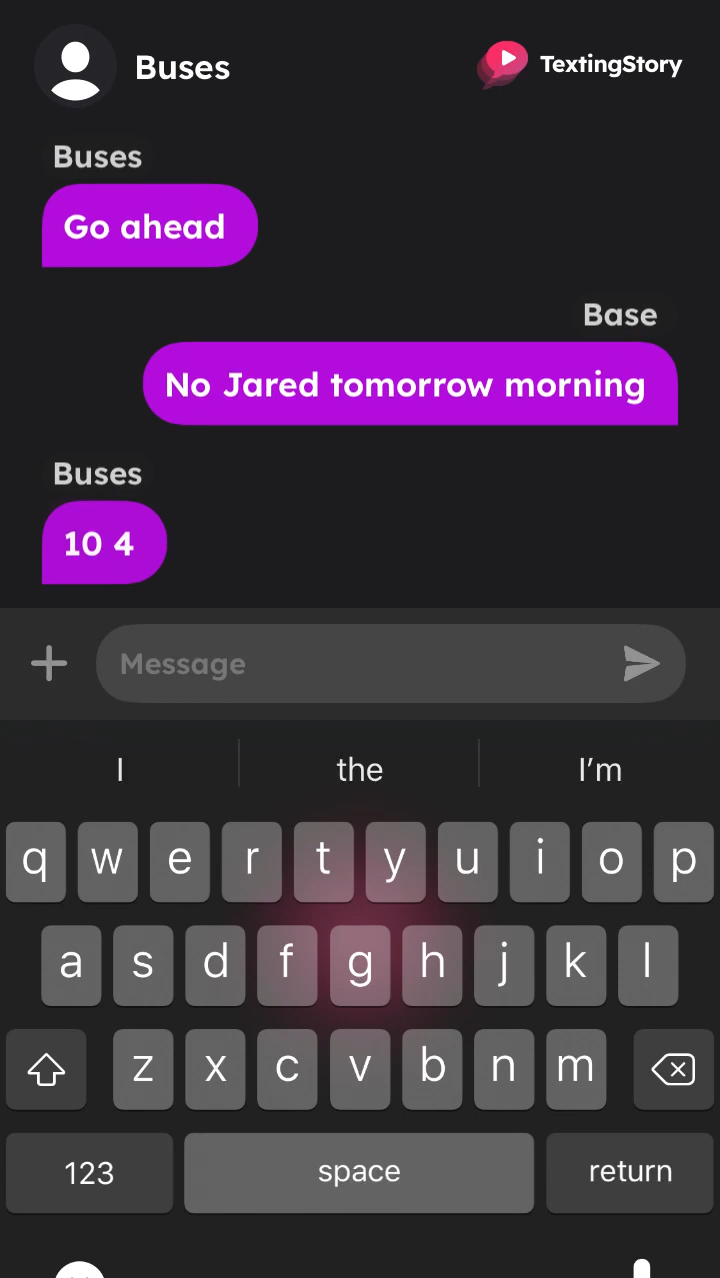 Buses
TextingStory
Buses
Go ahead
Base
No Jared tomorrow morning
Buses
10 4
Message
I
the
I’m
q w e r t y u i o p
a s d f g h j k l
z x c v b n m
123
space
return